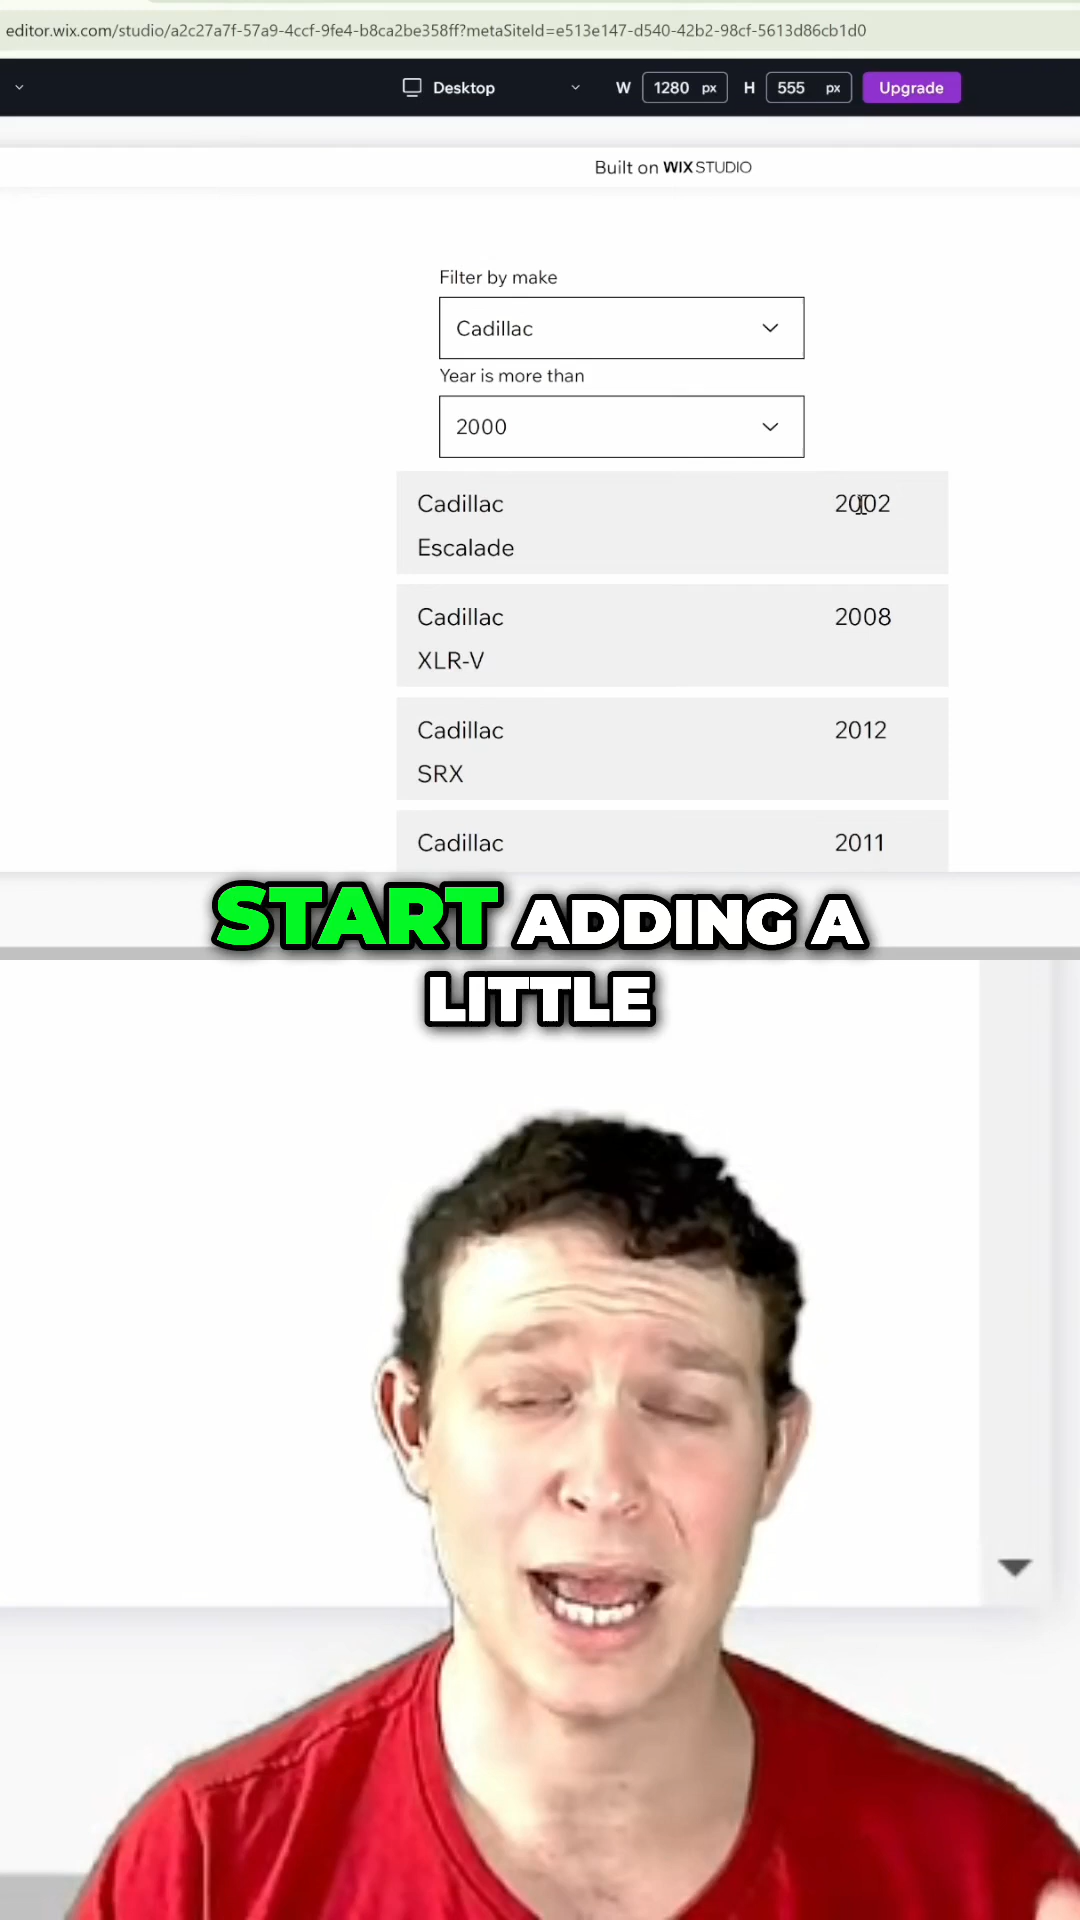 editor.wix.com/studio/a2c27a7f-57a9-4ccf-9fe4-b8ca2be358ff?metaSiteId=e513e147-d540-42b2-98cf-5613d86cb1d0
Desktop W 1280 px H 555 px Upgrade
Built on WIX STUDIO
Filter by make
Cadillac
Year is more than
2000
Cadillac 2002
Escalade
Cadillac 2008
XLR-V
Cadillac 2012
SRX
Cadillac 2011
START ADDING A
LITTLE